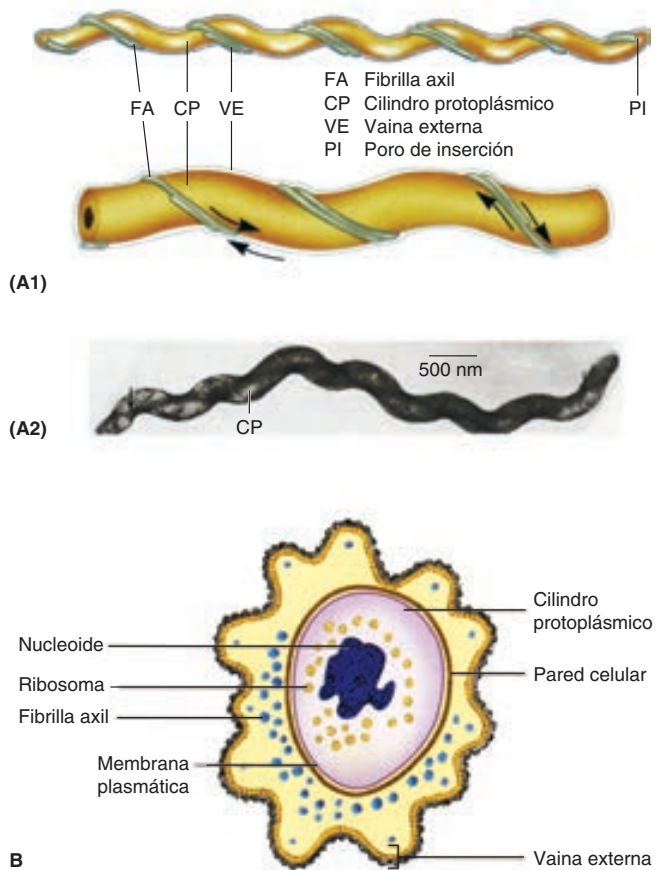 FA Fibrilla axil
CP Cilindro protoplásmico
VE Vaina externa
PI Poro de inserción
FA CP VE PI
(A1)
500 nm
CP
(A2)
Cilindro
protoplásmico
Nucleoide
Pared celular
Ribosoma
Fibrilla axil
Membrana
plasmática
B
Vaina externa